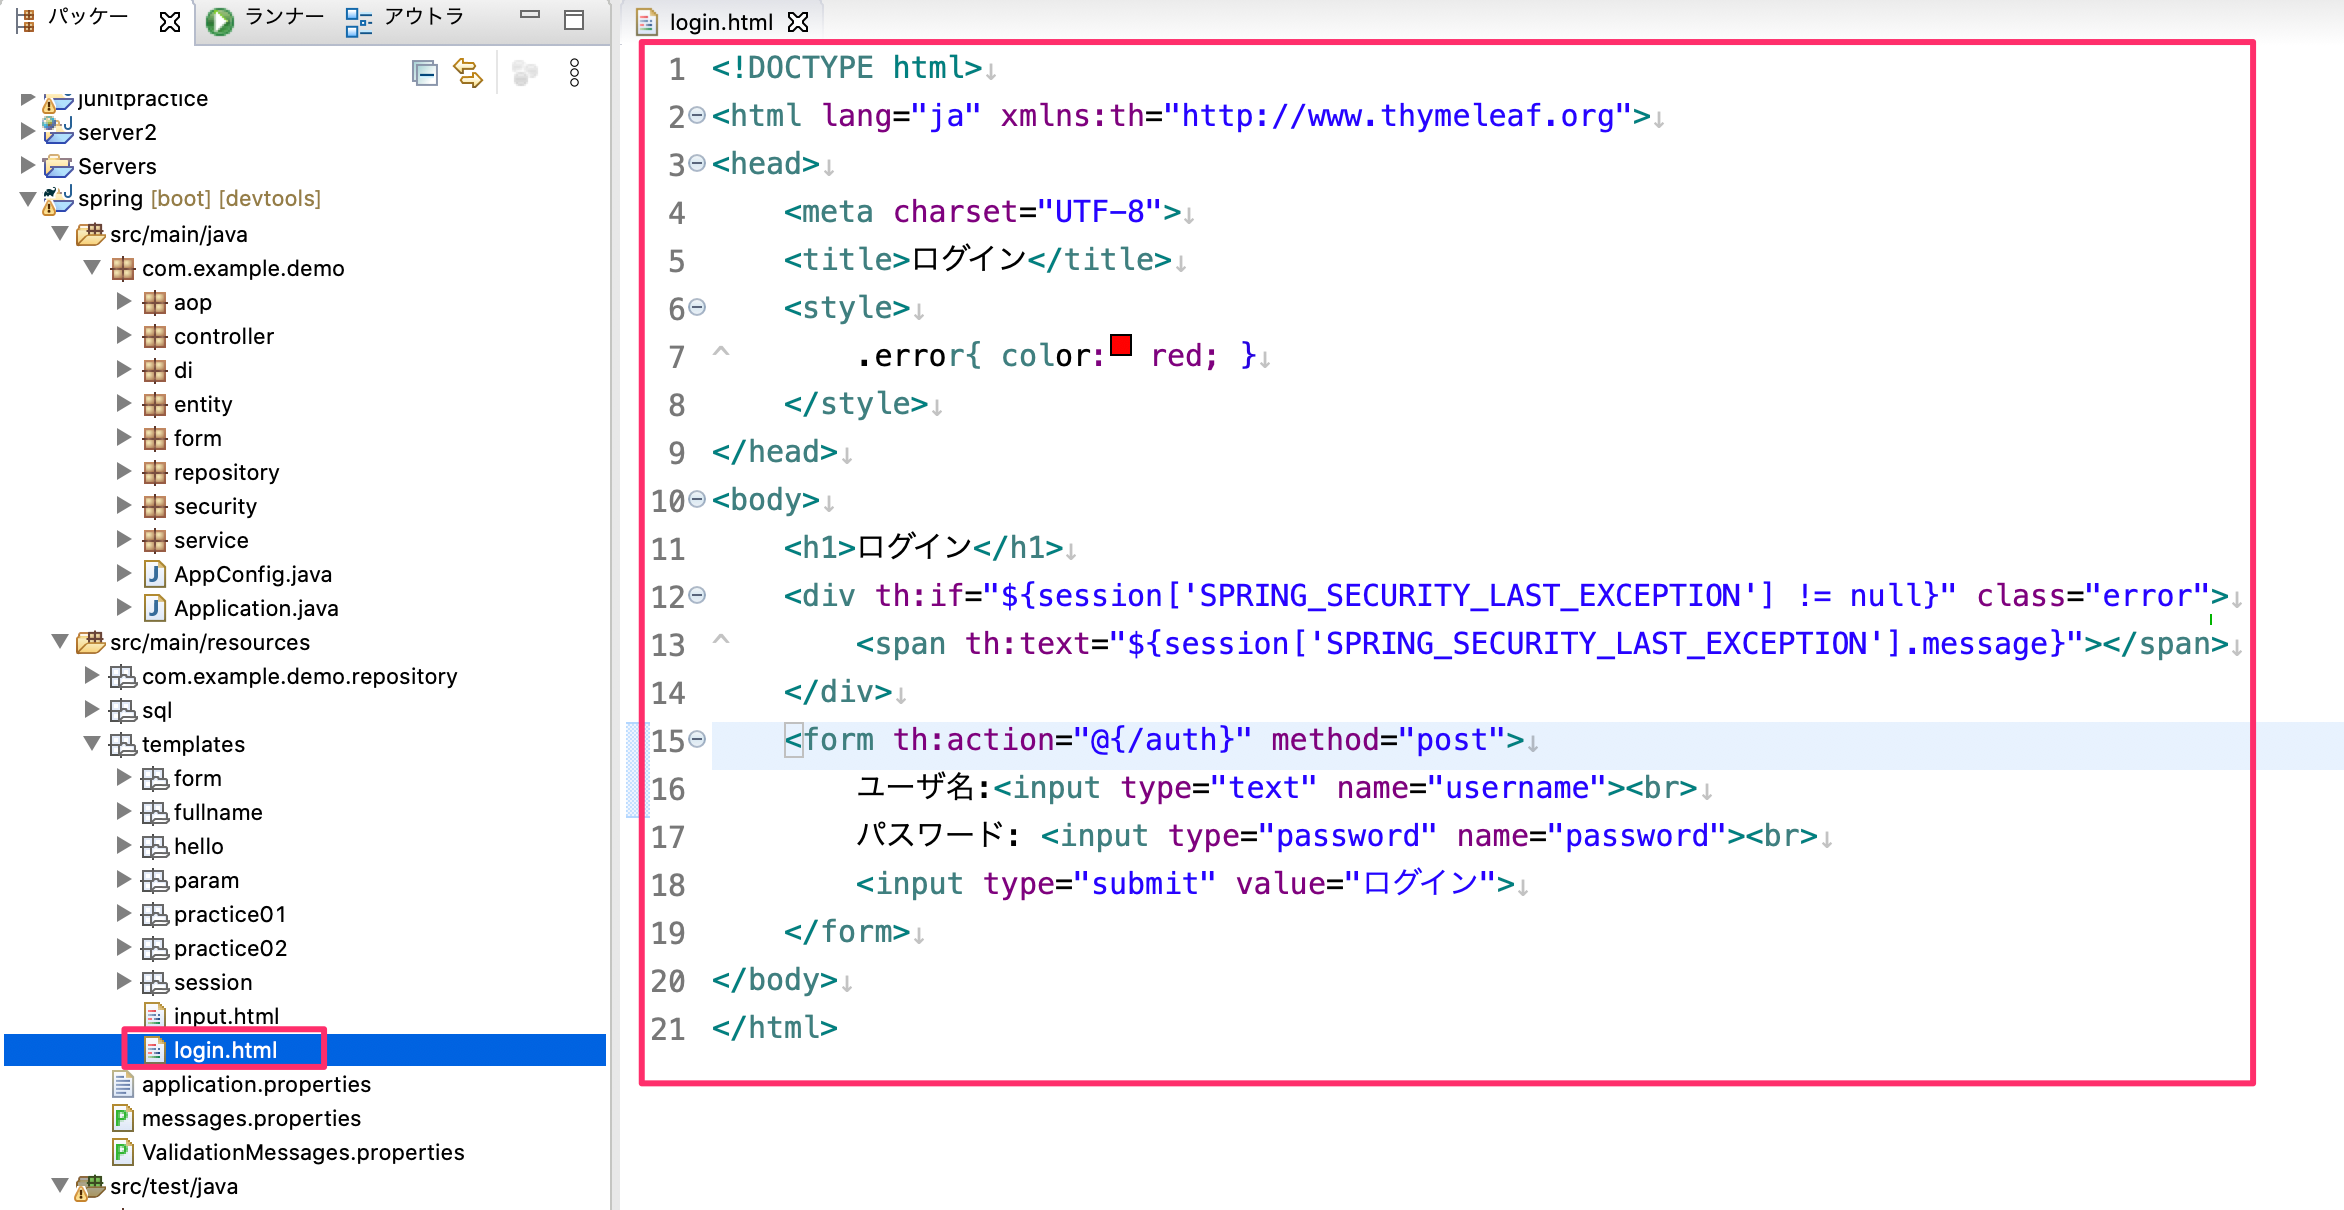 パッケー
ランナー
アウトラ
junitpractice
server2
Servers
spring [boot] [devtools]
src/main/java
com.example.demo
aop
controller
di
entity
form
repository
security
service
AppConfig.java
Application.java
src/main/resources
com.example.demo.repository
sql
templates
form
fullname
hello
param
practice01
practice02
session
input.html
login.html
application.properties
messages.properties
ValidationMessages.properties
src/test/java
login.html
1 <!DOCTYPE html>↓
2 <html lang="ja" xmlns:th="http://www.thymeleaf.org">↓
3 <head>↓
4     <meta charset="UTF-8">↓
5     <title>ログイン</title>↓
6     <style>↓
7 ^       .error{ color: red; }↓
8     </style>↓
9 </head>↓
10 <body>↓
11     <h1>ログイン</h1>↓
12     <div th:if="${session['SPRING_SECURITY_LAST_EXCEPTION'] != null}" class="error">↓
13 ^       <span th:text="${session['SPRING_SECURITY_LAST_EXCEPTION'].message}"></span>↓
14     </div>↓
15     <form th:action="@{/auth}" method="post">↓
16         ユーザ名:<input type="text" name="username"><br>↓
17         パスワード: <input type="password" name="password"><br>↓
18         <input type="submit" value="ログイン">↓
19     </form>↓
20 </body>↓
21 </html>